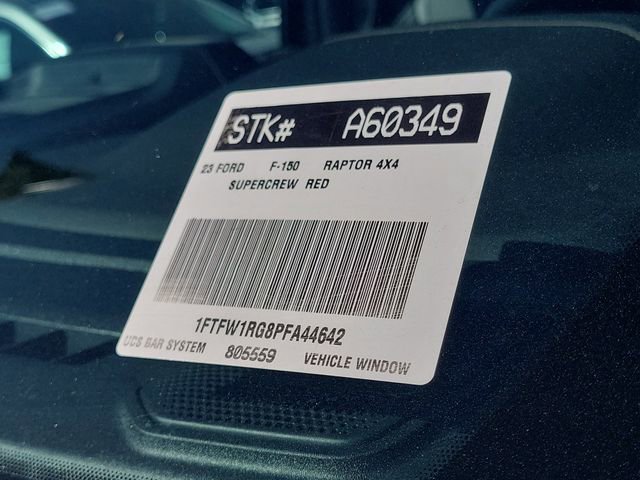 STK# A60349
23 FORD F-150 RAPTOR 4X4
SUPERCREW RED
1FTFW1RG8PFA44642
UCS BAR SYSTEM 805559 VEHICLE WINDOW